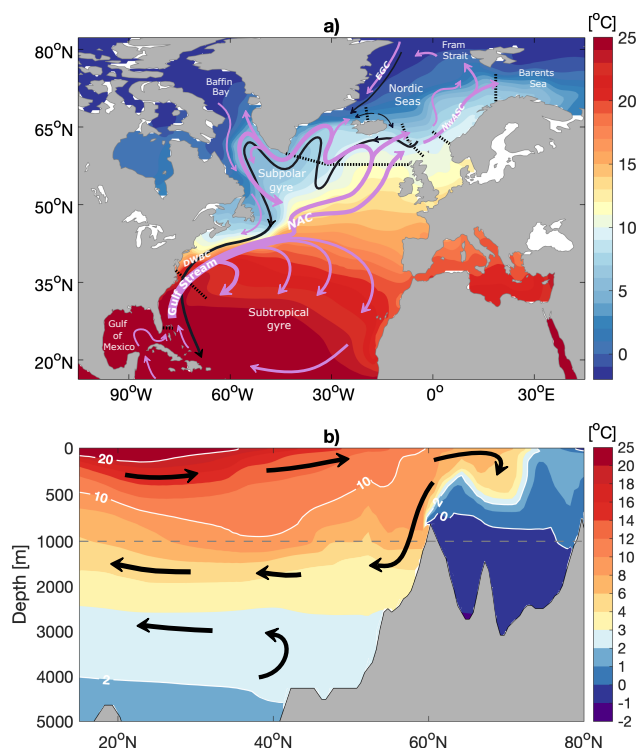 a)
[°C]
82°N
65°N
50°N
35°N
20°N
90°W
60°W
30°W
0°
30°E
25
20
15
10
5
0
Baffin
Bay
EGC
Fram
Strait
Nordic
Seas
Barents
Sea
NWASC
Subpolar
gyre
NAC
DWBC
Gulf Stream
Gulf
of
Mexico
Subtropical
gyre
b)
[°C]
Depth [m]
0
500
1000
2000
3000
4000
5000
20°N
40°N
60°N
80°N
20
10
2
0
2
25
20
18
16
14
12
10
8
6
4
3
2
1
0
-1
-2